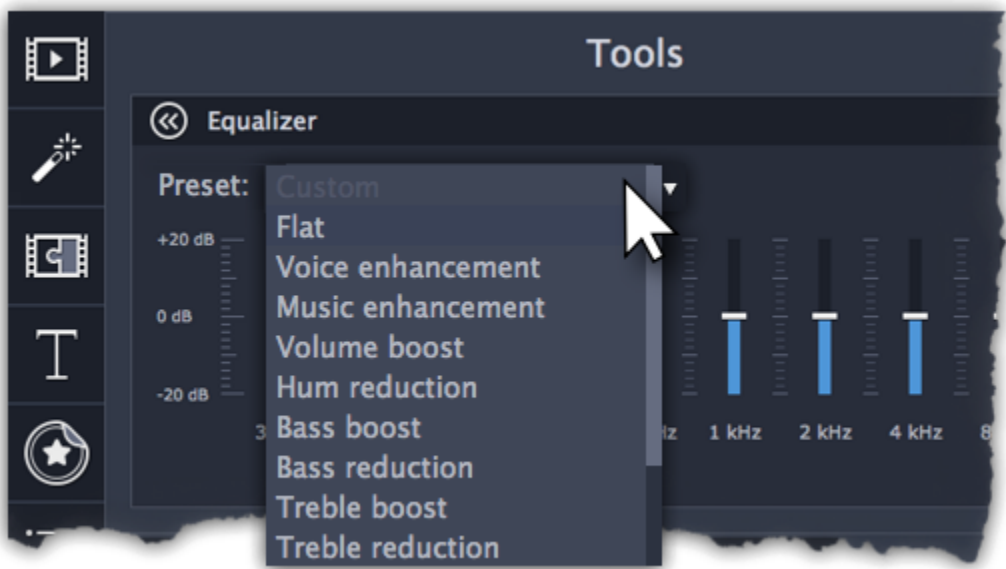 Tools
Equalizer
Preset: Custom
Flat
Voice enhancement
Music enhancement
Volume boost
Hum reduction
Bass boost
Bass reduction
Treble boost
Treble reduction
+20 dB
0 dB
-20 dB
1 kHz 2 kHz 4 kHz